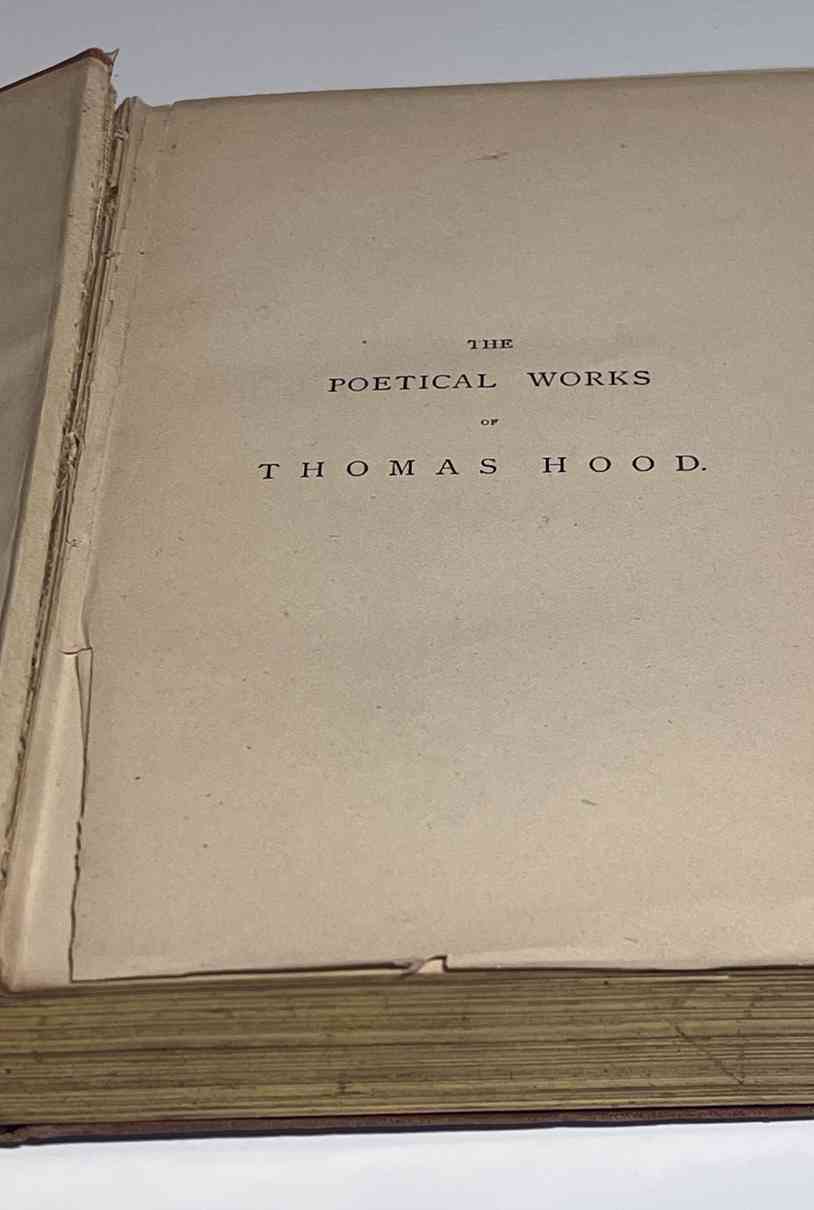 THE
POETICAL WORKS
OF
THOMAS HOOD.